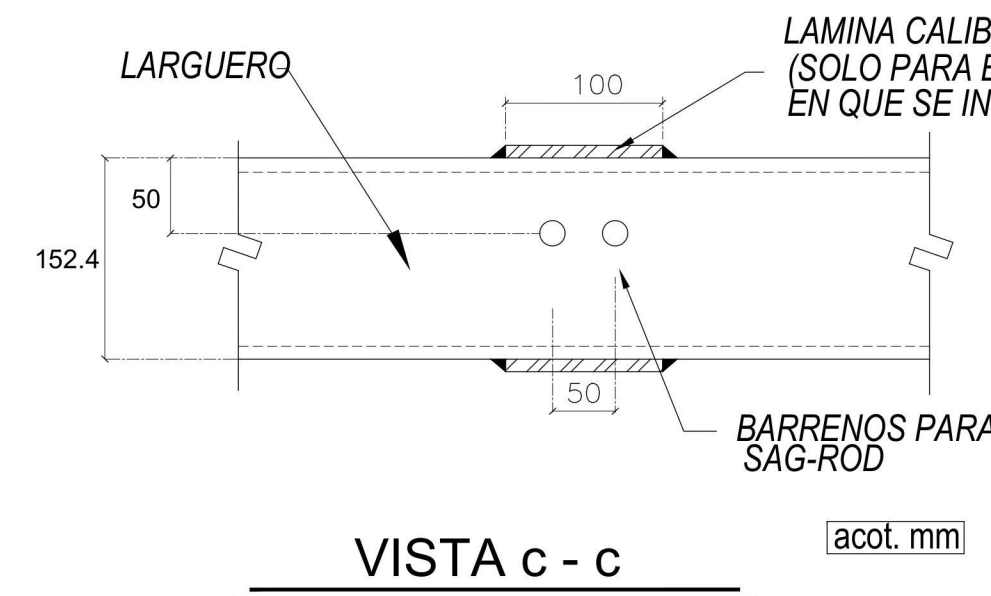 LAMINA CALIB
(SOLO PARA E
EN QUE SE IN
LARGUERO
100
50
152.4
50
BARRENOS PARA
SAG-ROD
acot. mm
VISTA c - c